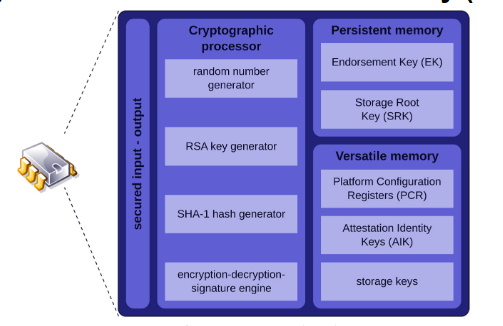 secured input - output
Cryptographic
processor
random number
generator
RSA key generator
SHA-1 hash generator
encryption-decryption-
signature engine
Persistent memory
Endorsement Key (EK)
Storage Root
Key (SRK)
Versatile memory
Platform Configuration
Registers (PCR)
Attestation Identity
Keys (AIK)
storage keys